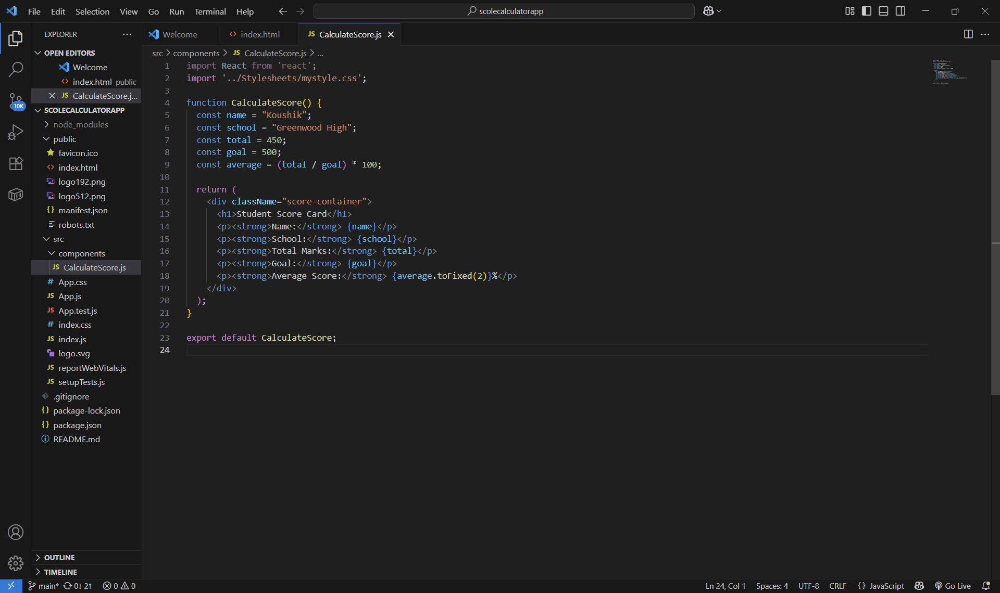 File Edit Selection View Go Run Terminal Help
scolecalculatorapp
EXPLORER
OPEN EDITORS
Welcome
index.html public
CalculateScore.j...
SCOLECALCULATORAPP
node_modules
public
favicon.ico
index.html
logo192.png
logo512.png
manifest.json
robots.txt
src
components
CalculateScore.js
App.css
App.js
App.test.js
index.css
index.js
logo.svg
reportWebVitals.js
setupTests.js
.gitignore
package-lock.json
package.json
README.md
OUTLINE
TIMELINE
10K
Welcome index.html CalculateScore.js
src > components > JS CalculateScore.js > ...
1 import React from 'react';
2 import '../Stylesheets/mystyle.css';
3
4 function CalculateScore() {
5 const name = "Koushik";
6 const school = "Greenwood High";
7 const total = 450;
8 const goal = 500;
9 const average = (total / goal) * 100;
10
11 return (
12 <div className="score-container">
13 <h1>Student Score Card</h1>
14 <p><strong>Name:</strong> {name}</p>
15 <p><strong>School:</strong> {school}</p>
16 <p><strong>Total Marks:</strong> {total}</p>
17 <p><strong>Goal:</strong> {goal}</p>
18 <p><strong>Average Score:</strong> {average.toFixed(2)}%</p>
19 </div>
20 );
21 }
22
23 export default CalculateScore;
24
main* 0↓ 2↑ 0 0
Ln 24, Col 1 Spaces: 4 UTF-8 CRLF {} JavaScript Go Live